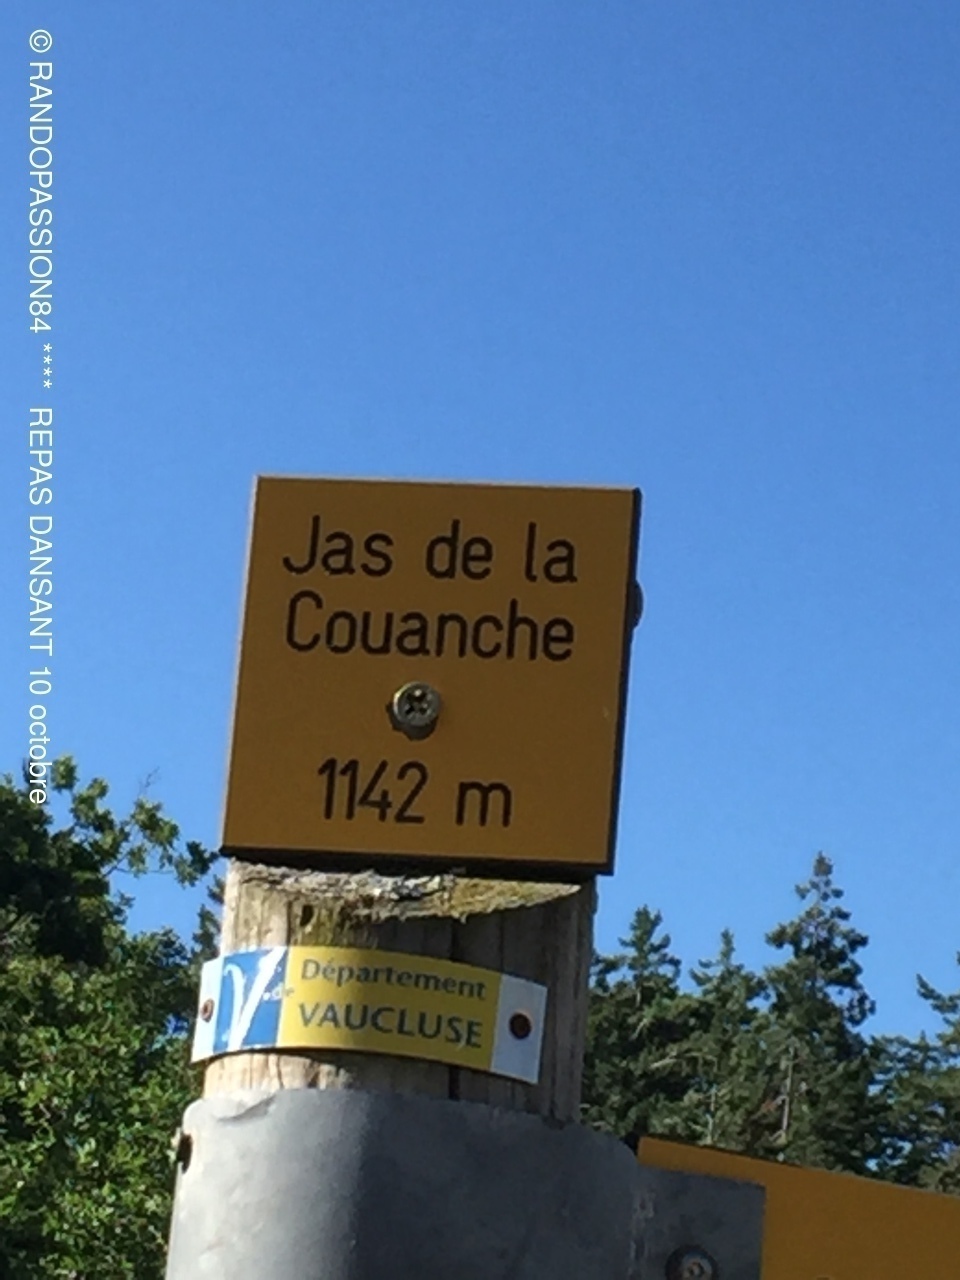 © RANDOPASSION84 **** REPAS DANSANT 10 octobre
Jas de la
Couanche
1142 m
Département
VAUCLUSE